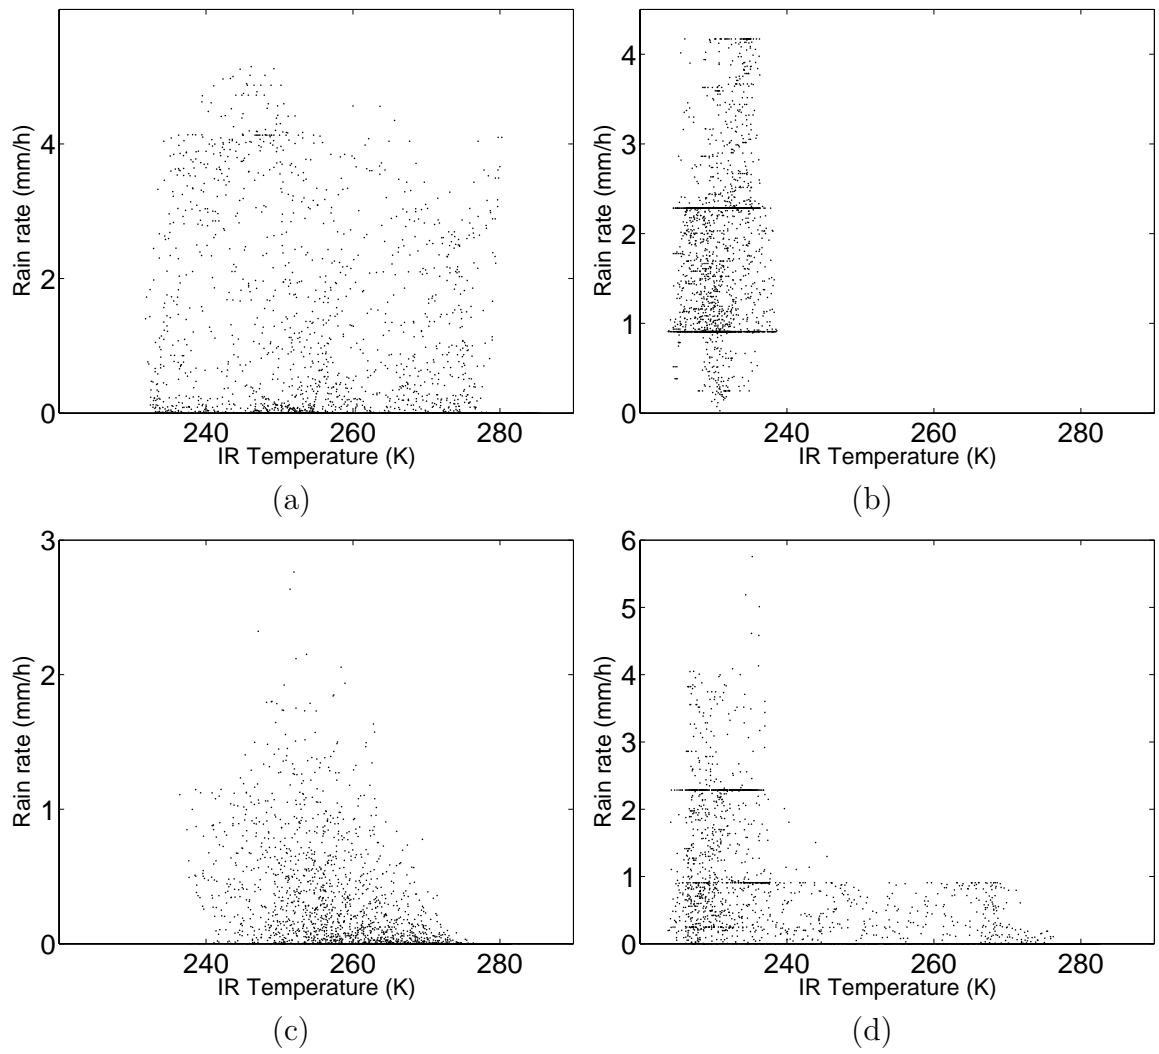 Rain rate (mm/h)
4
2
0
240
260
280
IR Temperature (K)
(a)
Rain rate (mm/h)
4
3
2
1
0
240
260
280
IR Temperature (K)
(b)
Rain rate (mm/h)
3
2
1
0
240
260
280
IR Temperature (K)
(c)
Rain rate (mm/h)
6
5
4
3
2
1
0
240
260
280
IR Temperature (K)
(d)